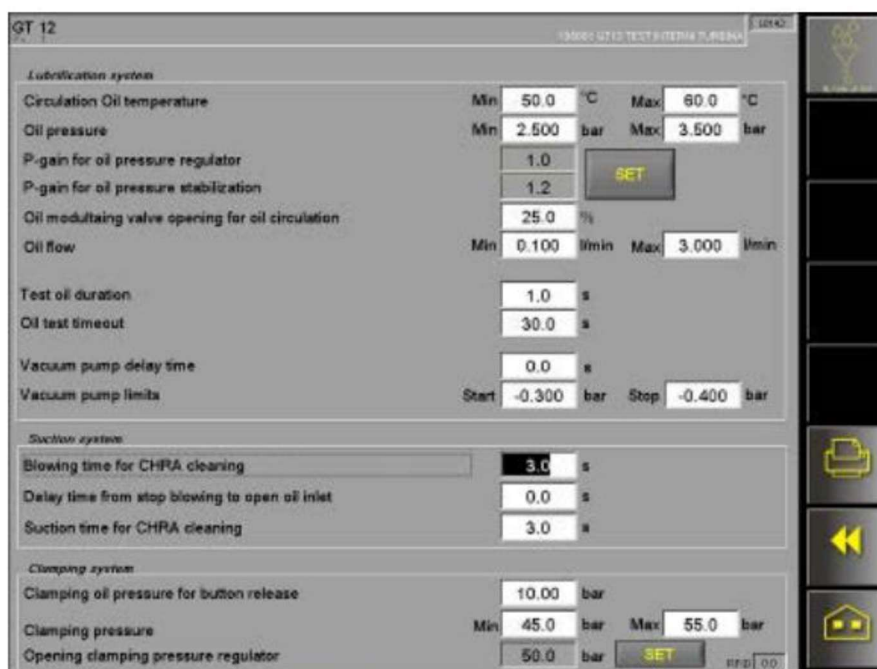 GT 12
Lubrification system
Circulation Oil temperature Min 50.0 °C Max 60.0 °C
Oil pressure Min 2.500 bar Max 3.500 bar
P-gain for oil pressure regulator 1.0
SET
P-gain for oil pressure stabilization 1.2
Oil modultaing valve opening for oil circulation 25.0 %
Oil flow Min 0.100 l/min Max 3.000 l/min
Test oil duration 1.0 s
Oil test timeout 30.0 s
Vacuum pump delay time 0.0 s
Vacuum pump limits Start -0.300 bar Stop -0.400 bar
Suction system
Blowing time for CHRA cleaning 3.0 s
Delay time from stop blowing to open oil inlet 0.0 s
Suction time for CHRA cleaning 3.0 s
Clamping system
Clamping oil pressure for button release 10.00 bar
Clamping pressure Min 45.0 bar Max 55.0 bar
Opening clamping pressure regulator 50.0 bar SET